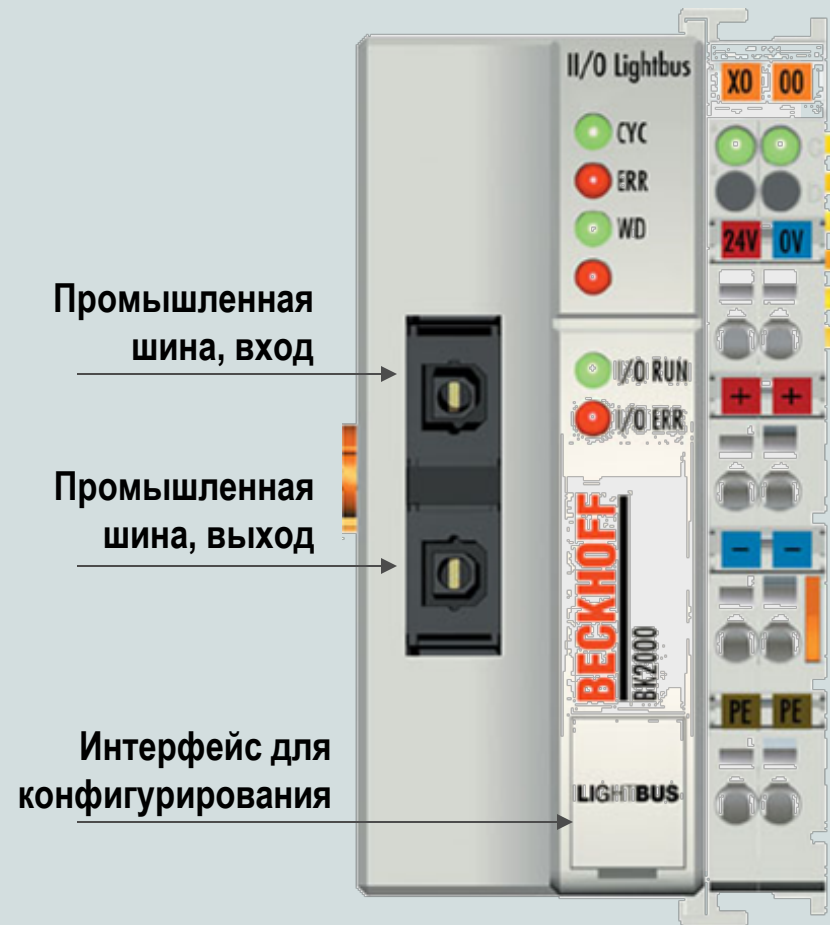 II/O Lightbus
X0 00
CYC
ERR
WD
24V 0V
Промышленная
шина, вход
I/O RUN
I/O ERR
+ +
Промышленная
шина, выход
BECKHOFF
BK2000
− −
PE PE
Интерфейс для
конфигурирования
LIGHTBUS